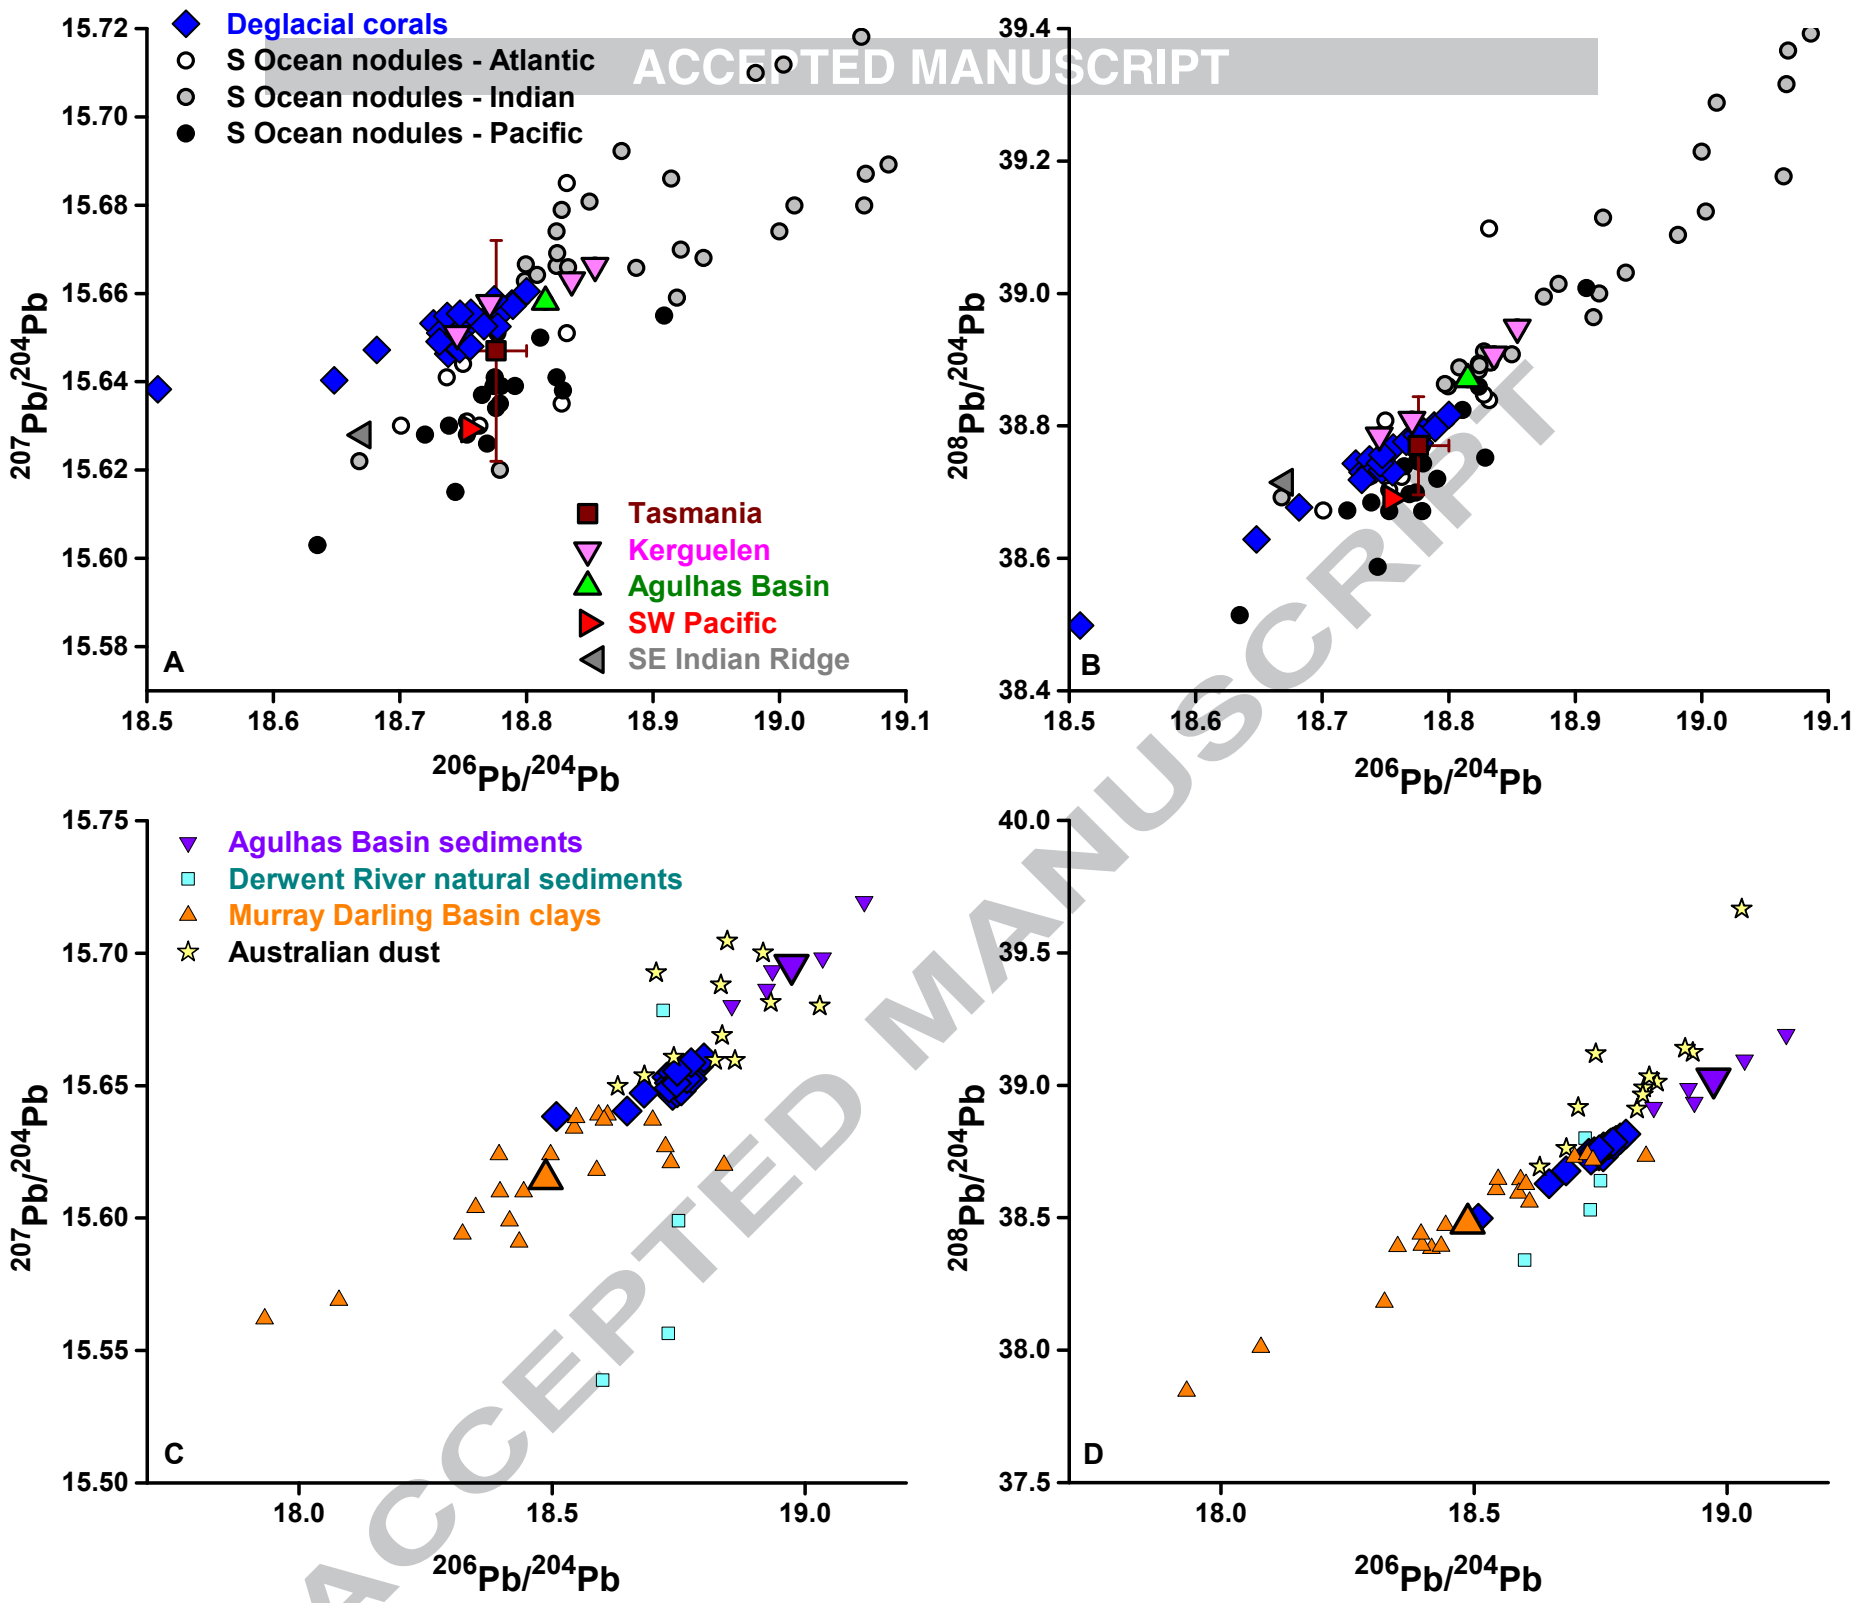 ACCEPTED MANUSCRIPT
Deglacial corals
S Ocean nodules - Atlantic
S Ocean nodules - Indian
S Ocean nodules - Pacific
15.72
15.70
15.68
15.66
15.64
15.62
15.60
15.58
207Pb/204Pb
Tasmania
Kerguelen
Agulhas Basin
SW Pacific
SE Indian Ridge
A
18.5 18.6 18.7 18.8 18.9 19.0 19.1
206Pb/204Pb
39.4
39.2
39.0
38.8
38.6
38.4
208Pb/204Pb
B
18.5 18.6 18.7 18.8 18.9 19.0 19.1
206Pb/204Pb
15.75
15.70
15.65
15.60
15.55
15.50
207Pb/204Pb
Agulhas Basin sediments
Derwent River natural sediments
Murray Darling Basin clays
Australian dust
C
18.0 18.5 19.0
206Pb/204Pb
40.0
39.5
39.0
38.5
38.0
37.5
208Pb/204Pb
D
18.0 18.5 19.0
206Pb/204Pb
ACCEPTED MANUSCRIPT